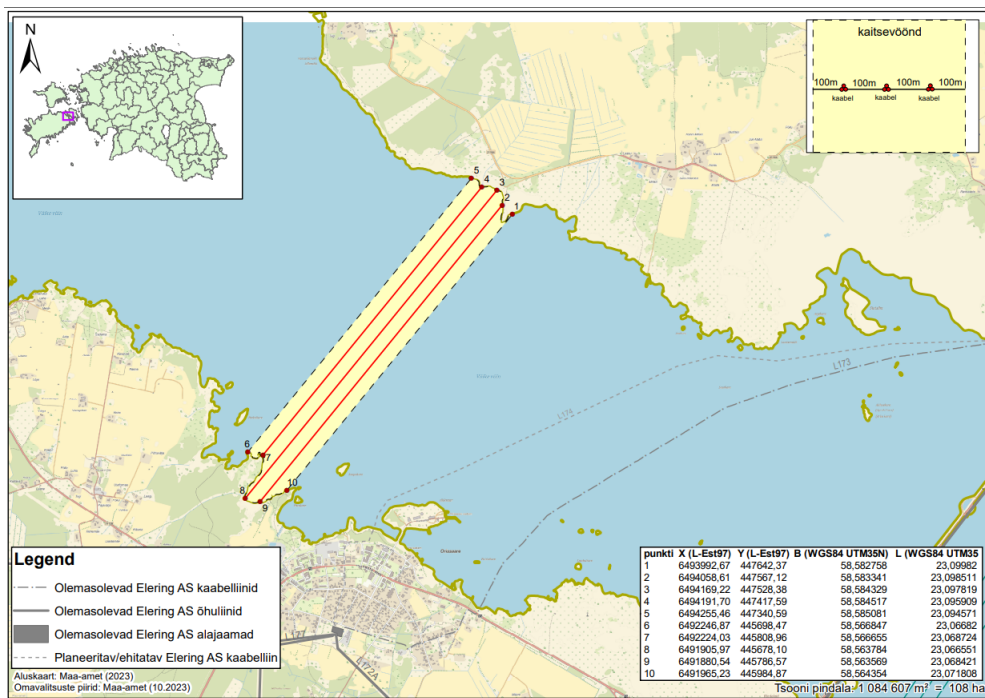 N
kaitsevöönd
100m 100m 100m 100m
kaabel kaabel kaabel
5
4
3
2
1
L173
L174
6
7
8
9
10
Orissaare
L177
L172A
Legend
Olemasolevad Elering AS kaabelliinid
Olemasolevad Elering AS õhuliinid
Olemasolevad Elering AS alajaamad
Planeeritav/ehitatav Elering AS kaabelliin
Aluskaart: Maa-amet (2023)
Omavalitsuste piirid: Maa-amet (10.2023)
punkti X (L-Est97) Y (L-Est97) B (WGS84 UTM35N) L (WGS84 UTM35
1 6493992,67 447642,37 58,582758 23,09982
2 6494058,61 447567,12 58,583341 23,098511
3 6494169,22 447528,38 58,584329 23,097819
4 6494191,70 447417,59 58,584517 23,095909
5 6494255,46 447340,59 58,585081 23,094571
6 6492246,87 445698,47 58,566847 23,06682
7 6492224,03 445808,96 58,566655 23,068724
8 6491905,97 445678,10 58,563784 23,066551
9 6491880,54 445786,57 58,563569 23,068421
10 6491965,23 445984,87 58,564354 23,071808
Tsooni pindala: 1 084 607 m² = 108 ha